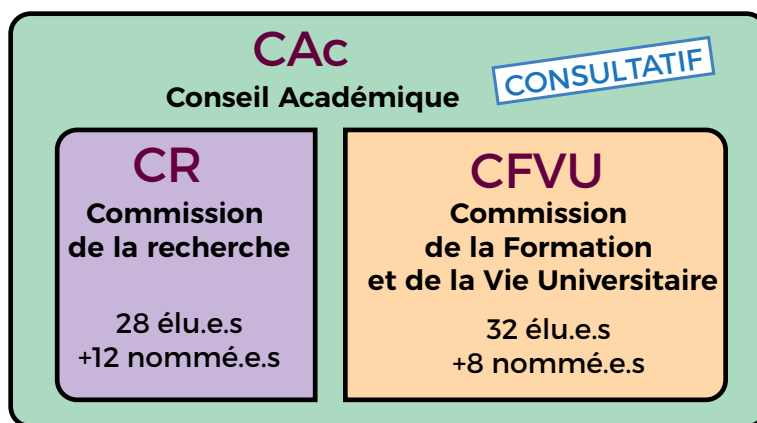 CAc
Conseil Académique
CONSULTATIF
CR
Commission
de la recherche
28 élu.e.s
+12 nommé.e.s
CFVU
Commission
de la Formation
et de la Vie Universitaire
32 élu.e.s
+8 nommé.e.s